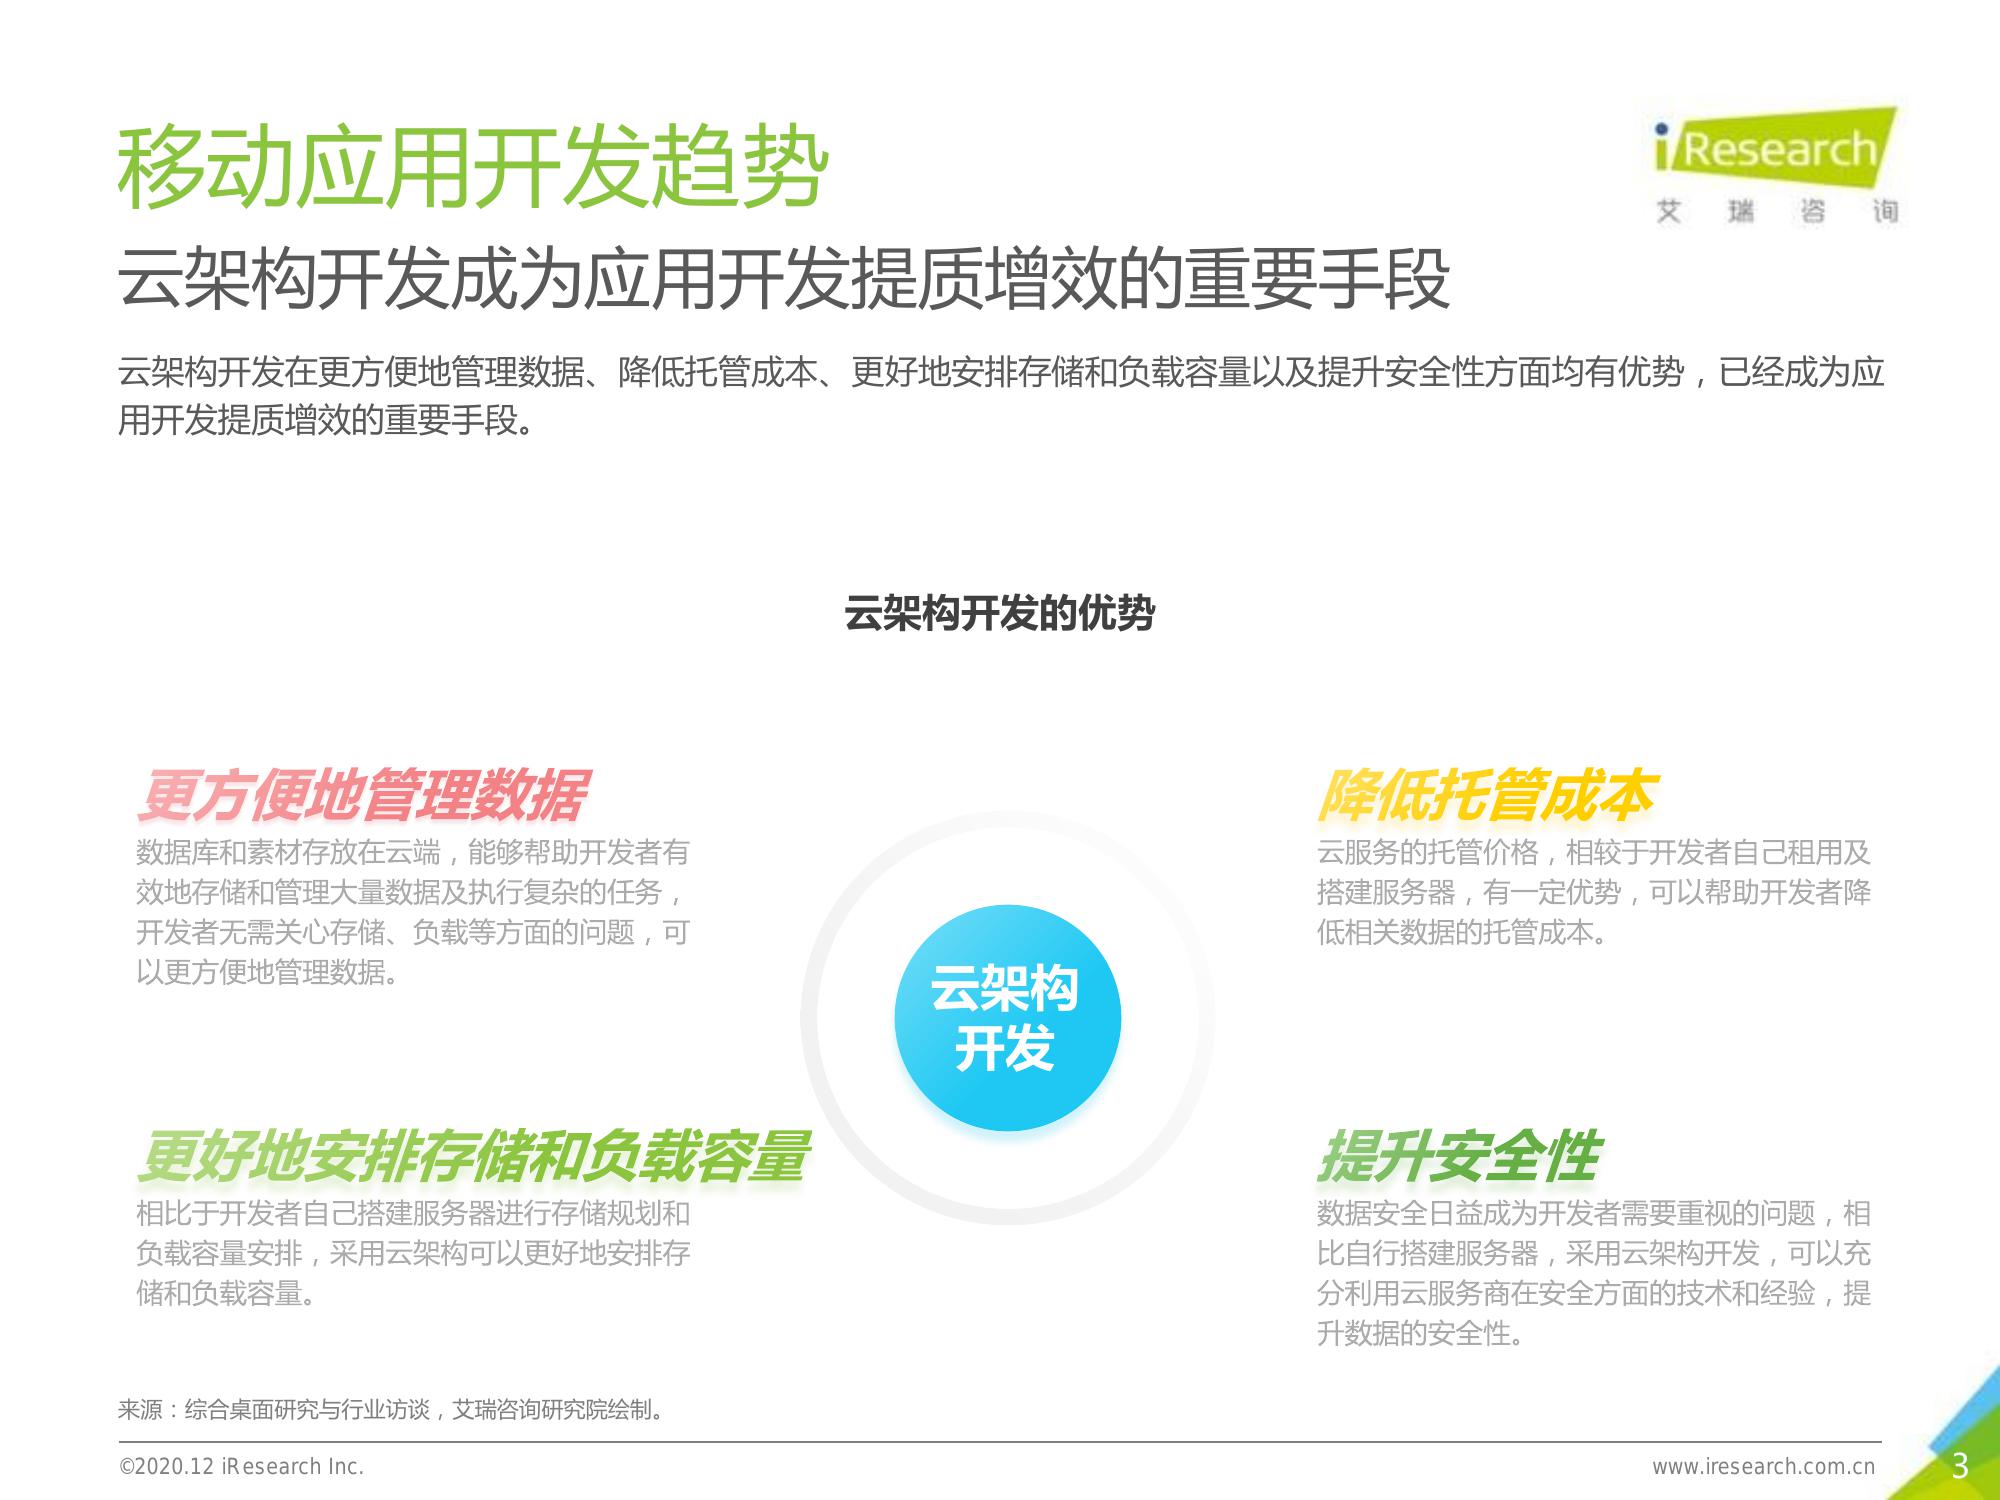 移动应用开发趋势
iResearch
艾瑞咨询
云架构开发成为应用开发提质增效的重要手段
云架构开发在更方便地管理数据、降低托管成本、更好地安排存储和负载容量以及提升安全性方面均有优势，已经成为应
用开发提质增效的重要手段。
云架构开发的优势
更方便地管理数据
数据库和素材存放在云端，能够帮助开发者有
效地存储和管理大量数据及执行复杂的任务，
开发者无需关心存储、负载等方面的问题，可
以更方便地管理数据。
降低托管成本
云服务的托管价格，相较于开发者自己租用及
搭建服务器，有一定优势，可以帮助开发者降
低相关数据的托管成本。
云架构
开发
更好地安排存储和负载容量
相比于开发者自己搭建服务器进行存储规划和
负载容量安排，采用云架构可以更好地安排存
储和负载容量。
提升安全性
数据安全日益成为开发者需要重视的问题，相
比自行搭建服务器，采用云架构开发，可以充
分利用云服务商在安全方面的技术和经验，提
升数据的安全性。
来源：综合桌面研究与行业访谈，艾瑞咨询研究院绘制。
©2020.12 iResearch Inc.
www.iresearch.com.cn
3